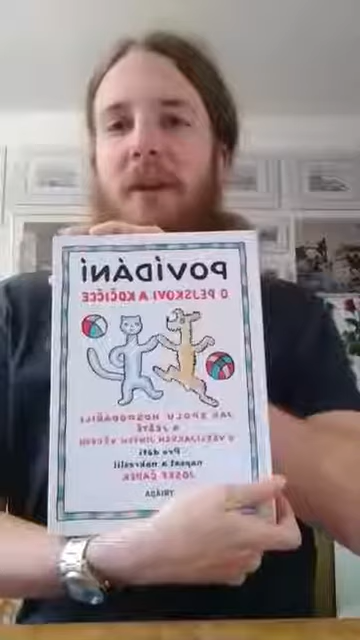 POVÍDÁNÍ
O PEJSKOVI A KOČIČCE
JAK SPOLU HOSPODAŘILI
A JEŠTĚ
O VŠELIJAKÝCH JINÝCH VĚCECH
Pro děti
napsal a nakreslil
JOSEF ČAPEK
TRIÁDA